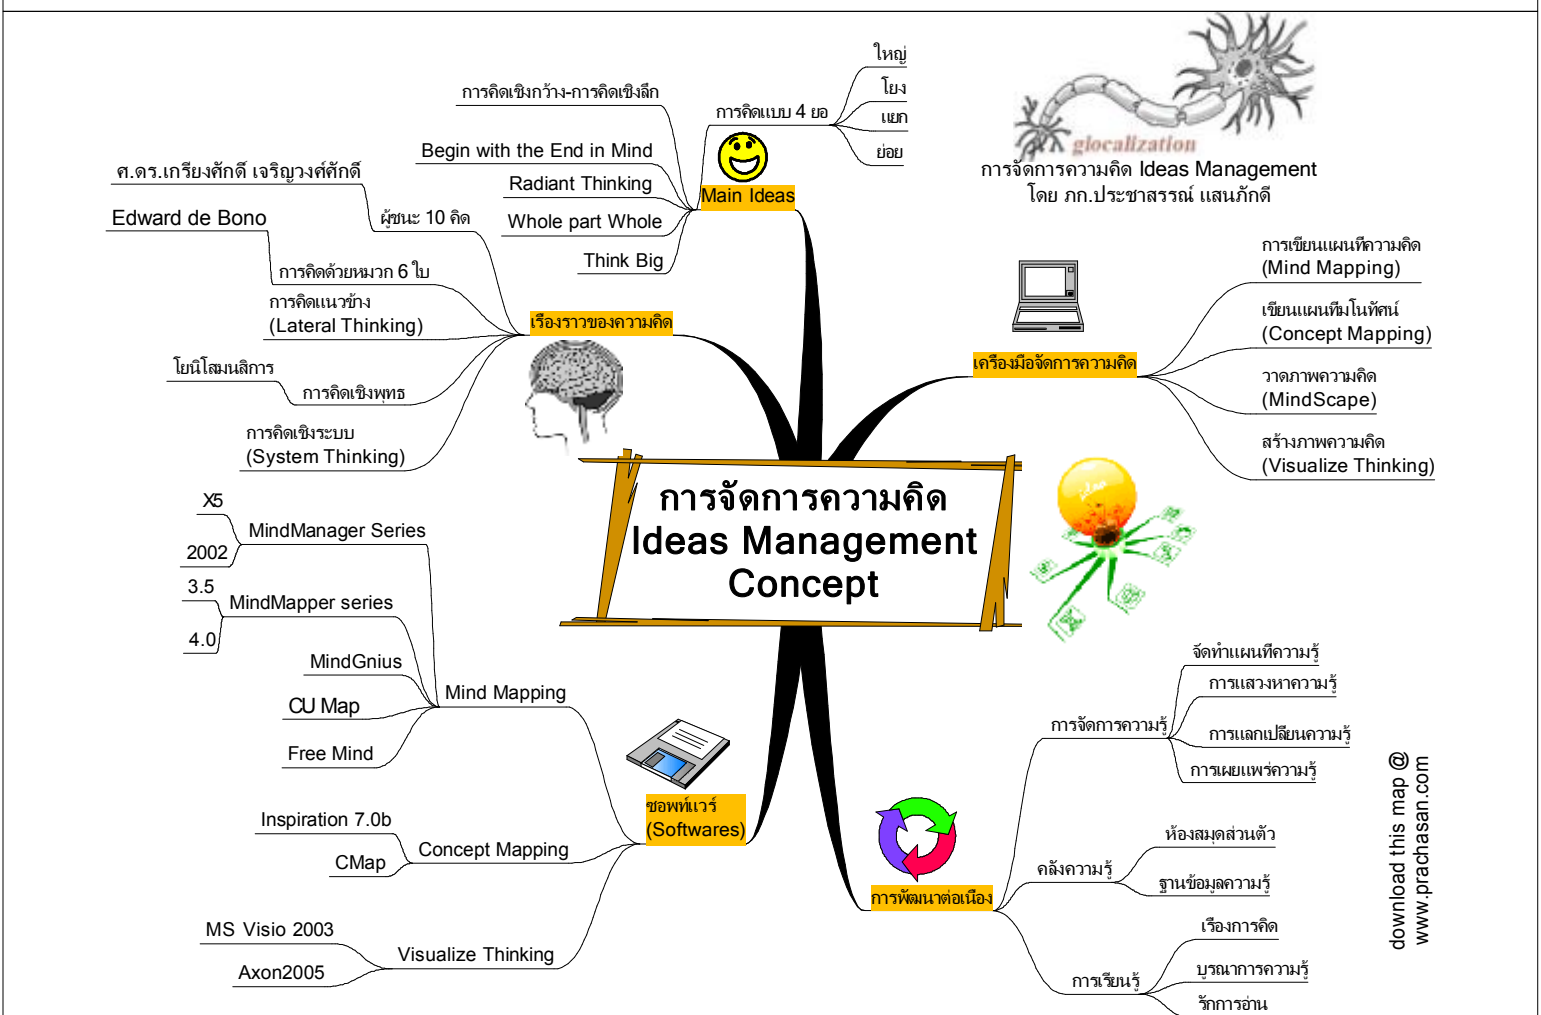 ใหญ่
โยง
แยก
ย่อย
การคิดแบบ 4 ยอ
การคิดเชิงกว้าง-การคิดเชิงลึก
Begin with the End in Mind
Radiant Thinking
Whole part Whole
Think Big
Main Ideas
glocalization
การจัดการความคิด Ideas Management
โดย ภก.ประชาสรรณ์ แสนภักดี
ศ.ดร.เกรียงศักดิ์ เจริญวงศ์ศักดิ์
ผู้ชนะ 10 คิด
Edward de Bono
การคิดด้วยหมวก 6 ใบ
การคิดแนวข้าง
(Lateral Thinking)
โยนิโสมนสิการ
การคิดเชิงพุทธ
การคิดเชิงระบบ
(System Thinking)
เรื่องราวของความคิด
การเขียนแผนที่ความคิด
(Mind Mapping)
เขียนแผนที่มโนทัศน์
(Concept Mapping)
วาดภาพความคิด
(MindScape)
สร้างภาพความคิด
(Visualize Thinking)
เครื่องมือจัดการความคิด
การจัดการความคิด
Ideas Management
Concept
idea
X5
2002
MindManager Series
3.5
4.0
MindMapper series
MindGnius
CU Map
Free Mind
Mind Mapping
Inspiration 7.0b
CMap
Concept Mapping
MS Visio 2003
Axon2005
Visualize Thinking
ซอพท์แวร์
(Softwares)
จัดทำแผนที่ความรู้
การแสวงหาความรู้
การแลกเปลี่ยนความรู้
การเผยแพร่ความรู้
การจัดการความรู้
ห้องสมุดส่วนตัว
ฐานข้อมูลความรู้
คลังความรู้
เรื่องการคิด
บูรณาการความรู้
รักการอ่าน
การเรียนรู้
การพัฒนาต่อเนื่อง
download this map @
www.prachasan.com